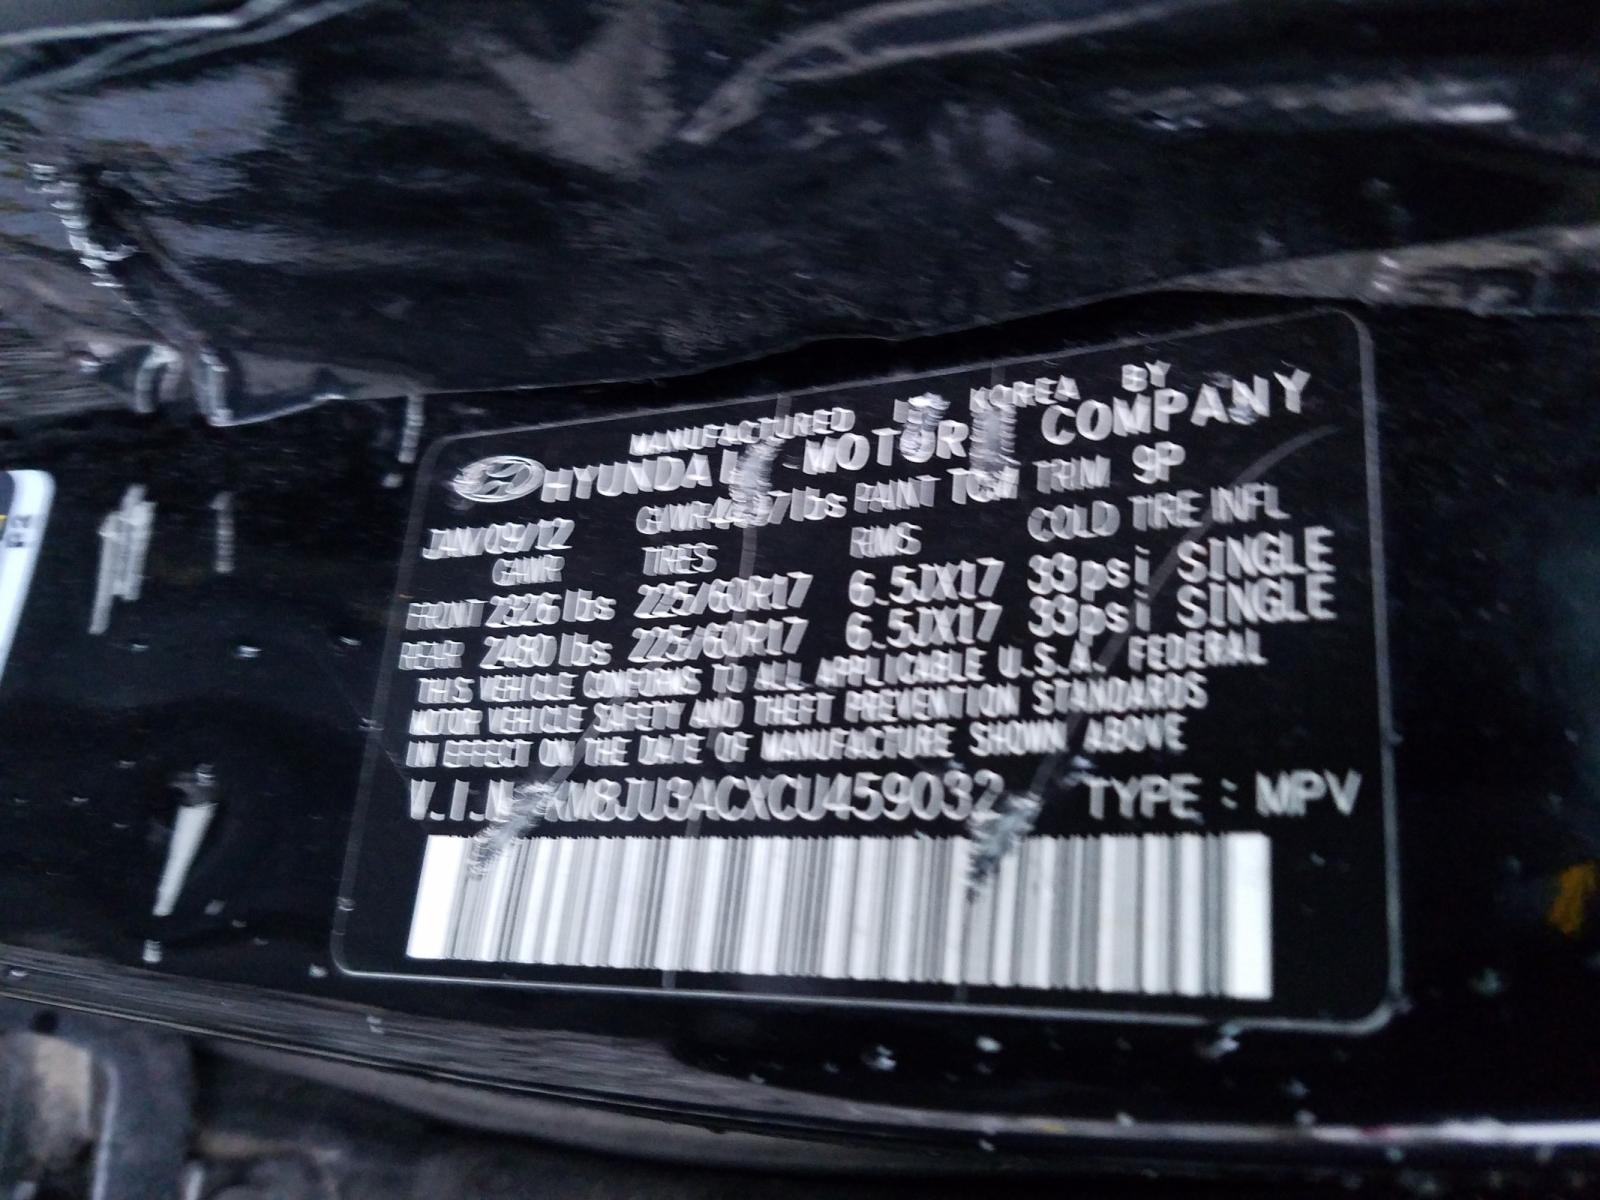 MANUFACTURED IN KOREA BY
HYUNDAI MOTOR COMPANY
JAN/09/12 PAINT TRIM 9P
GAWR TIRES RIMS COLD TIRE INFL
FRONT 2326 lbs 225/60R17 6.5JX17 33psi SINGLE
REAR 2480 lbs 225/60R17 6.5JX17 33psi SINGLE
THIS VEHICLE CONFORMS TO ALL APPLICABLE U.S.A. FEDERAL
MOTOR VEHICLE SAFETY AND THEFT PREVENTION STANDARDS
IN EFFECT ON THE DATE OF MANUFACTURE SHOWN ABOVE
V.I.N KM8JU3ACXCU459032 TYPE : MPV